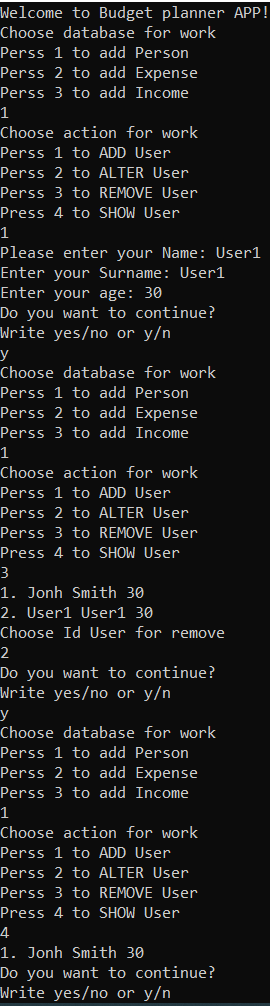 Welcome to Budget planner APP!
Choose database for work
Perss 1 to add Person
Perss 2 to add Expense
Perss 3 to add Income
1
Choose action for work
Perss 1 to ADD User
Perss 2 to ALTER User
Perss 3 to REMOVE User
Press 4 to SHOW User
1
Please enter your Name: User1
Enter your Surname: User1
Enter your age: 30
Do you want to continue?
Write yes/no or y/n
y
Choose database for work
Perss 1 to add Person
Perss 2 to add Expense
Perss 3 to add Income
1
Choose action for work
Perss 1 to ADD User
Perss 2 to ALTER User
Perss 3 to REMOVE User
Press 4 to SHOW User
3
1. Jonh Smith 30
2. User1 User1 30
Choose Id User for remove
2
Do you want to continue?
Write yes/no or y/n
y
Choose database for work
Perss 1 to add Person
Perss 2 to add Expense
Perss 3 to add Income
1
Choose action for work
Perss 1 to ADD User
Perss 2 to ALTER User
Perss 3 to REMOVE User
Press 4 to SHOW User
4
1. Jonh Smith 30
Do you want to continue?
Write yes/no or y/n